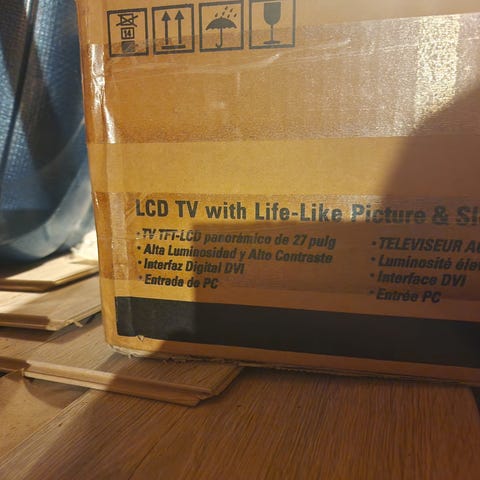 14
LCD TV with Life-Like Picture &
• TV TFT-LCD panorámico de 27 pulg
• Alta Luminosidad y Alto Contraste
• Interfaz Digital DVI
• Entrada de PC
• TELEVISEUR
• Luminosité
• Interface DVI
• Entrée PC